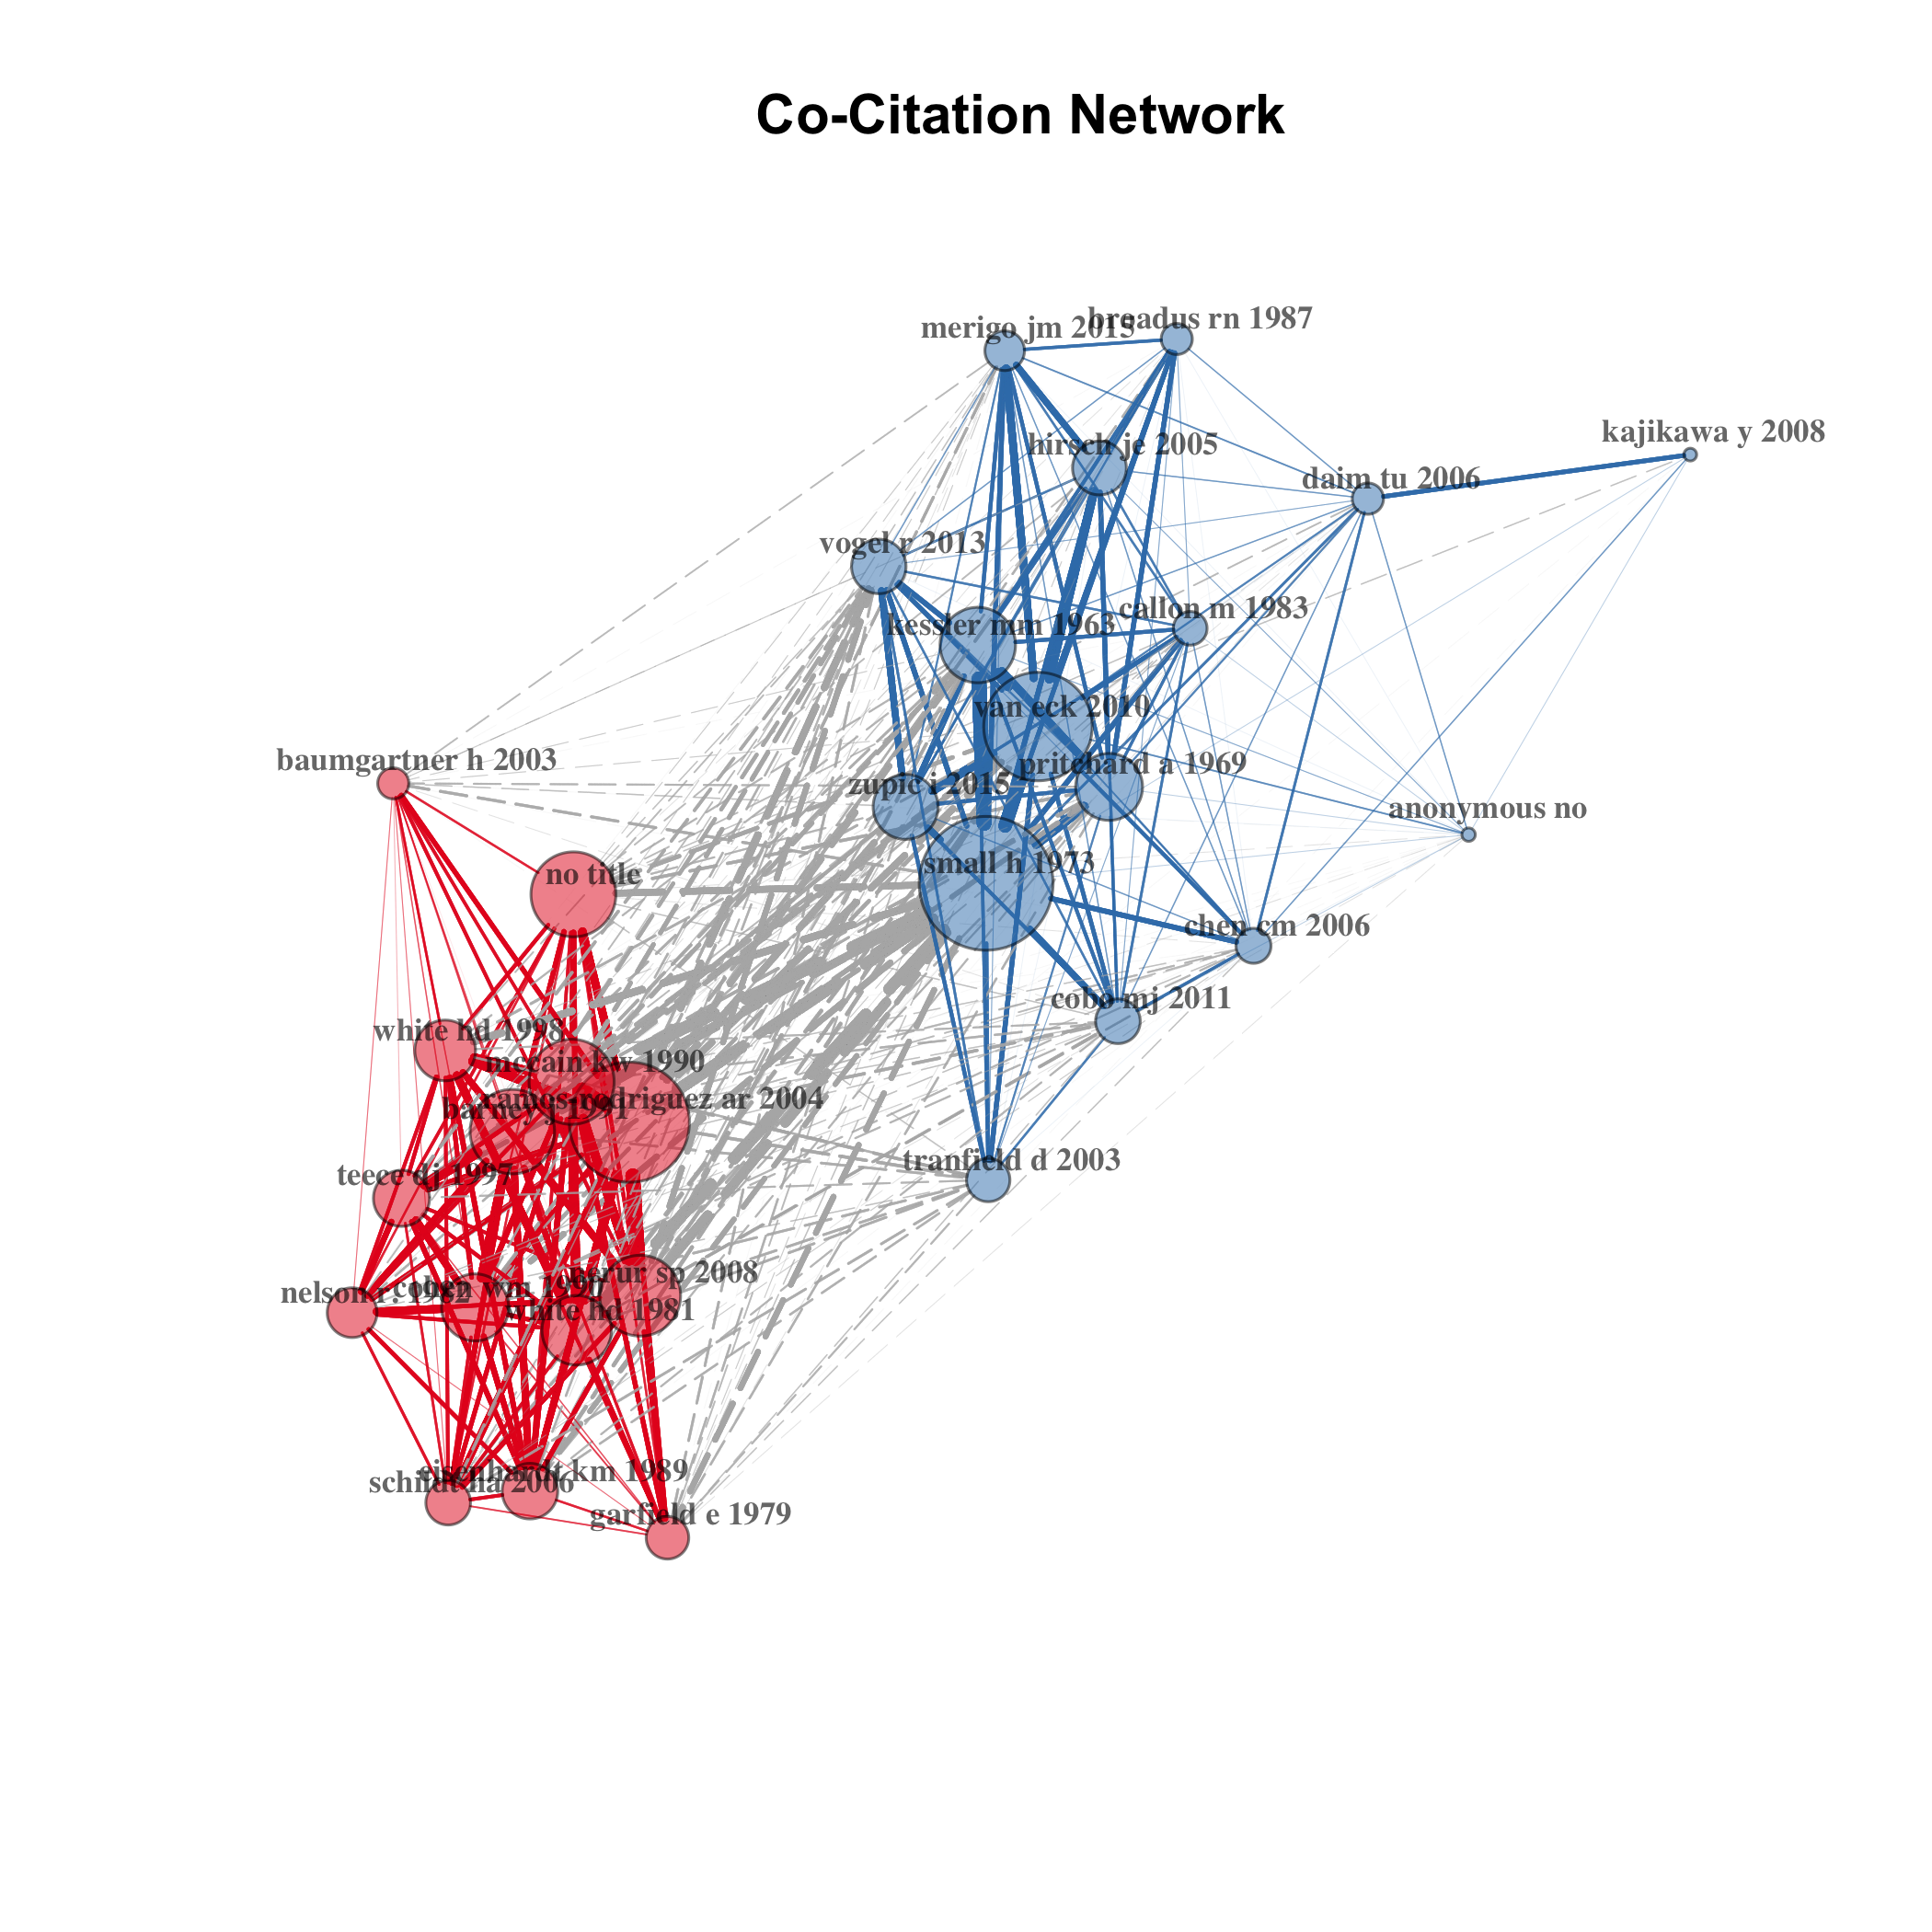 Co-Citation Network
merigo jm 2015
broadus rn 1987
kajikawa y 2008
hirsch je 2005
daim tu 2006
vogel r 2013
callon m 1983
kessler mm 1963
van eck 2010
pritchard a 1969
baumgartner h 2003
zupic i 2015
anonymous no
small h 1973
no title
chen cm 2006
cobo mj 2011
white hd 1998
mccain kw 1990
ramos-rodriguez ar 2004
barney j 1991
tranfield d 2003
teece dj 1997
nerur sp 2008
cohen wm 1990
nelson r. 1982
white hd 1981
eisenhardt km 1989
schildt ha 2006
garfield e 1979